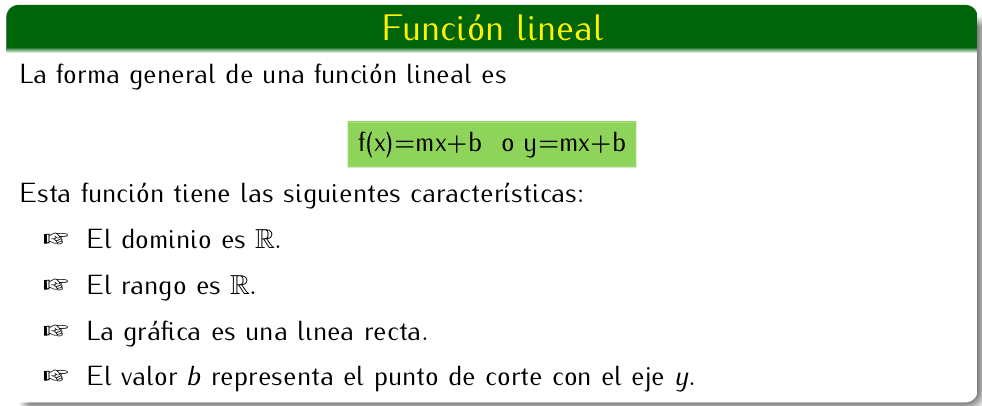 Función lineal
La forma general de una función lineal es
f(x)=mx+b o y=mx+b
Esta función tiene las siguientes características:
☞ El dominio es ℝ.
☞ El rango es ℝ.
☞ La gráfica es una lınea recta.
☞ El valor b representa el punto de corte con el eje y.